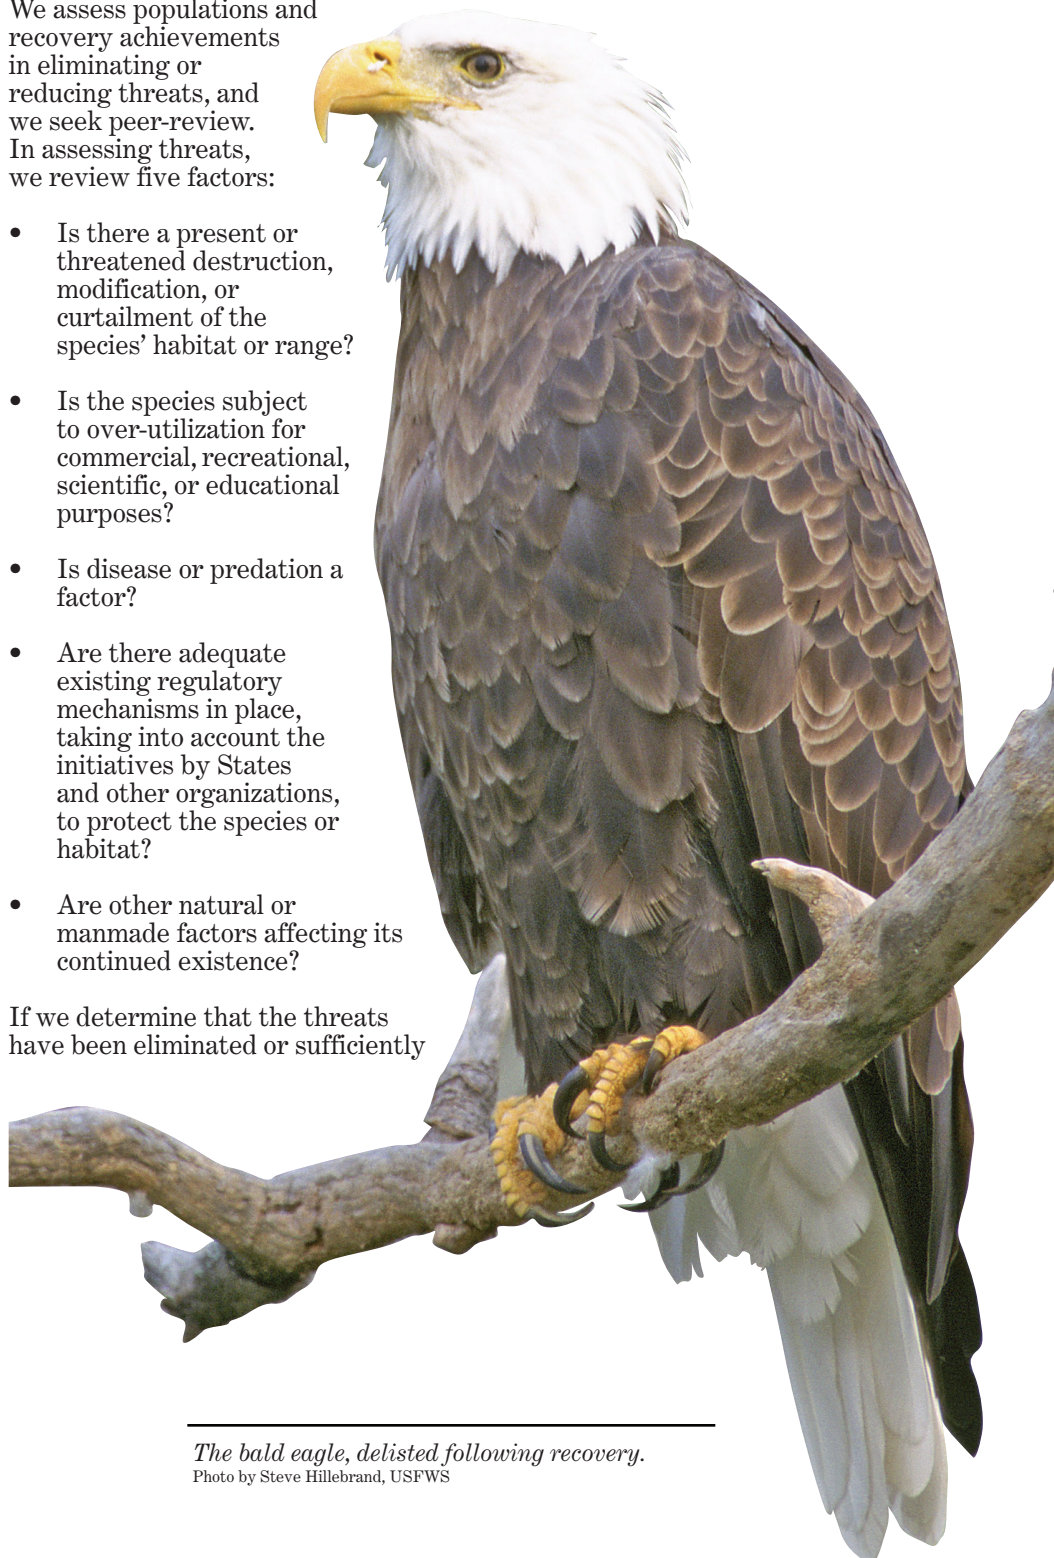 We assess populations and
recovery achievements
in eliminating or
reducing threats, and
we seek peer-review.
In assessing threats,
we review five factors:
• Is there a present or
threatened destruction,
modification, or
curtailment of the
species’ habitat or range?
• Is the species subject
to over-utilization for
commercial, recreational,
scientific, or educational
purposes?
• Is disease or predation a
factor?
• Are there adequate
existing regulatory
mechanisms in place,
taking into account the
initiatives by States
and other organizations,
to protect the species or
habitat?
• Are other natural or
manmade factors affecting its
continued existence?
If we determine that the threats
have been eliminated or sufficiently
The bald eagle, delisted following recovery.
Photo by Steve Hillebrand, USFWS